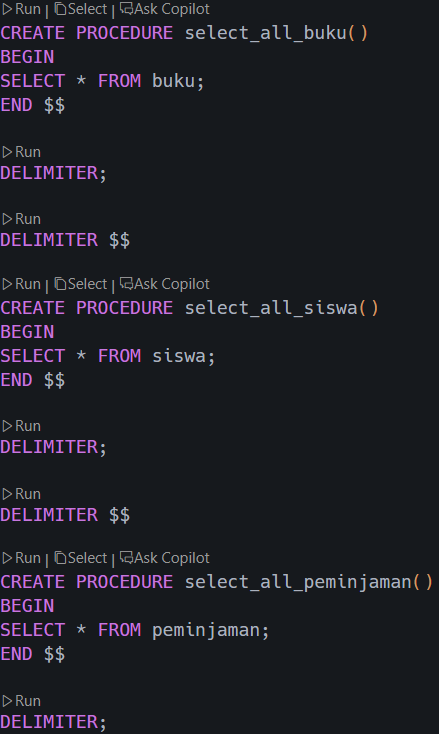 Run | Select | Ask Copilot
CREATE PROCEDURE select_all_buku()
BEGIN
SELECT * FROM buku;
END $$
Run
DELIMITER;
Run
DELIMITER $$
Run | Select | Ask Copilot
CREATE PROCEDURE select_all_siswa()
BEGIN
SELECT * FROM siswa;
END $$
Run
DELIMITER;
Run
DELIMITER $$
Run | Select | Ask Copilot
CREATE PROCEDURE select_all_peminjaman()
BEGIN
SELECT * FROM peminjaman;
END $$
Run
DELIMITER;